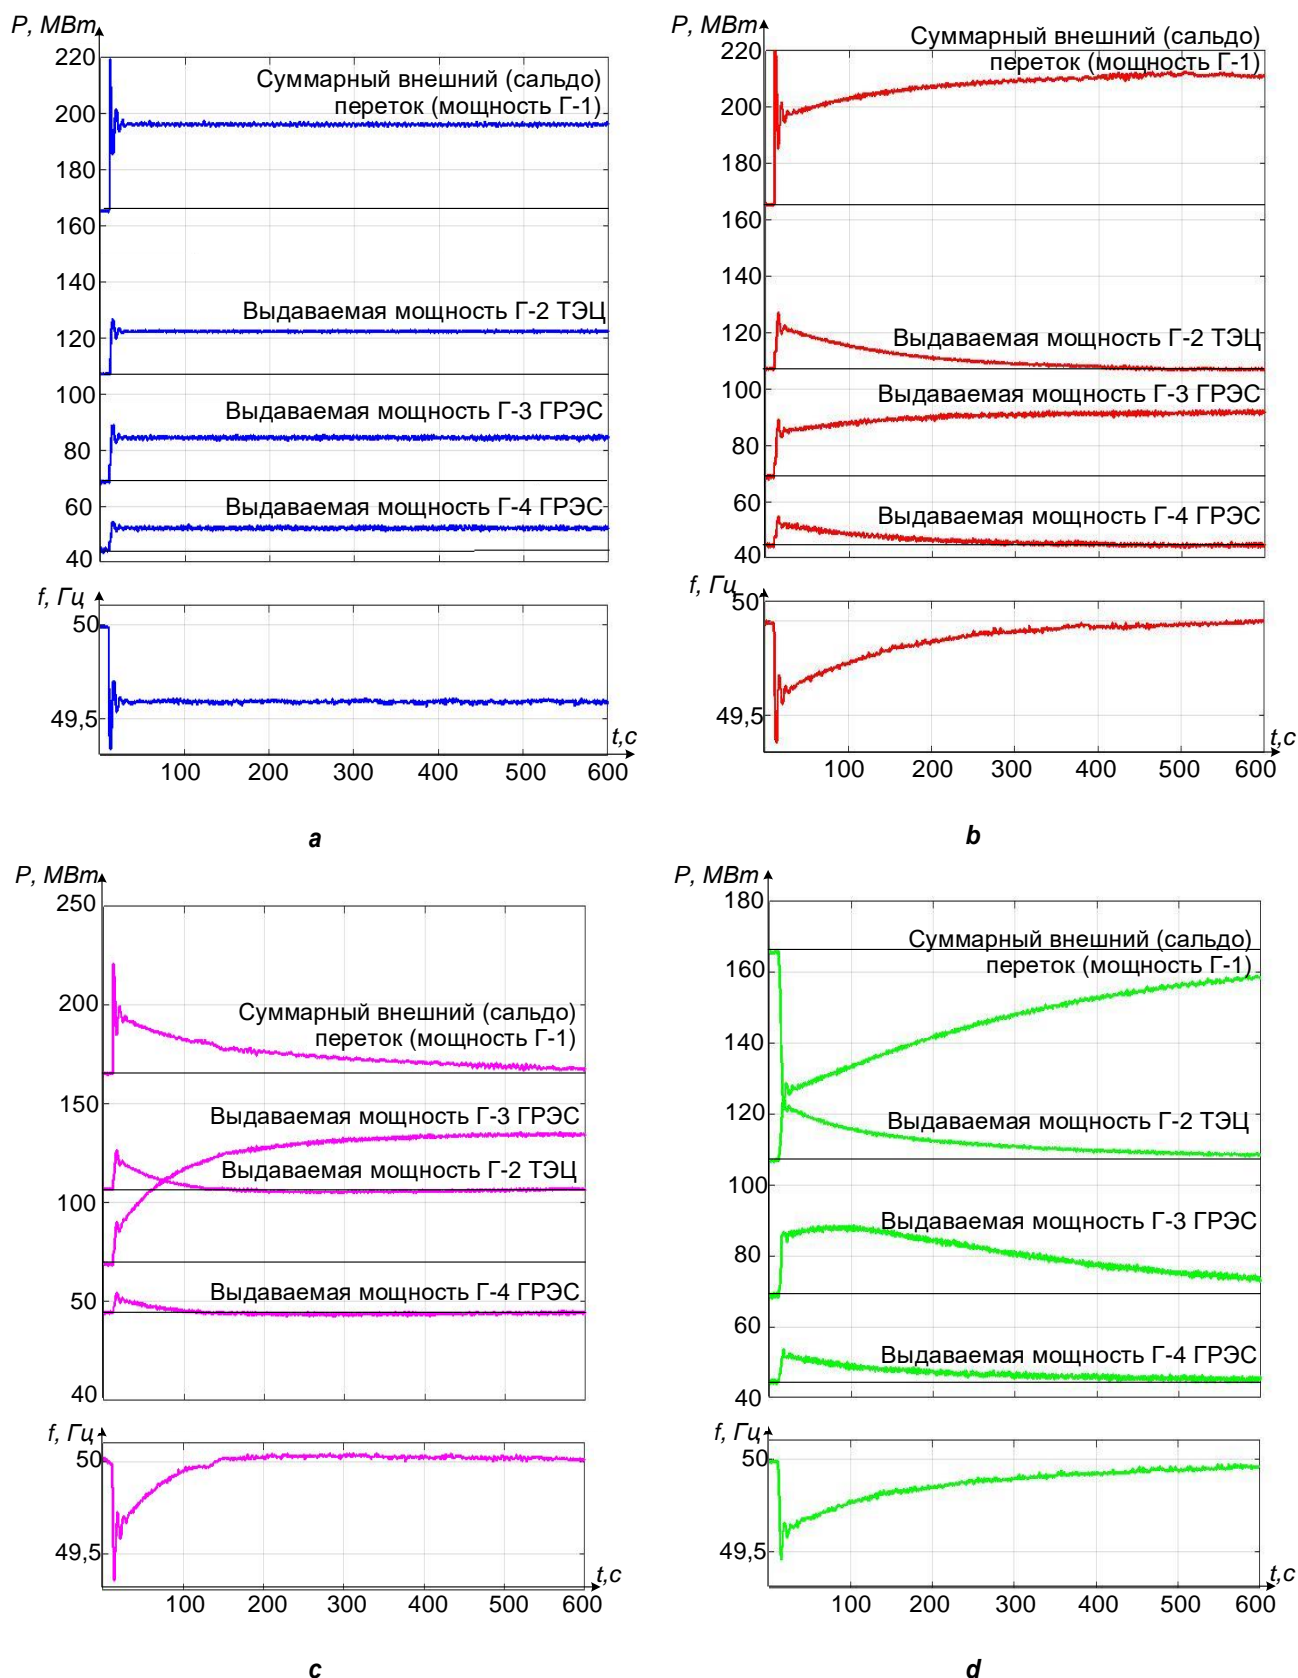 P, МВт
220
Суммарный внешний (сальдо)
переток (мощность Г-1)
200
180
160
140
Выдаваемая мощность Г-2 ТЭЦ
120
100
Выдаваемая мощность Г-3 ГРЭС
80
60
Выдаваемая мощность Г-4 ГРЭС
40
f, Гц
50
49,5
t,c
100 200 300 400 500 600
a
P, МВт
220
Суммарный внешний (сальдо)
переток (мощность Г-1)
200
180
160
140
120
Выдаваемая мощность Г-2 ТЭЦ
100
Выдаваемая мощность Г-3 ГРЭС
80
60
Выдаваемая мощность Г-4 ГРЭС
40
f, Гц
50
49,5
t,c
100 200 300 400 500 600
b
P, МВт
250
200
Суммарный внешний (сальдо)
переток (мощность Г-1)
150
Выдаваемая мощность Г-3 ГРЭС
Выдаваемая мощность Г-2 ТЭЦ
100
50
Выдаваемая мощность Г-4 ГРЭС
40
f, Гц
50
49,5
t,c
100 200 300 400 500 600
c
P, МВт
180
Суммарный внешний (сальдо)
переток (мощность Г-1)
160
140
120
Выдаваемая мощность Г-2 ТЭЦ
100
Выдаваемая мощность Г-3 ГРЭС
80
60
Выдаваемая мощность Г-4 ГРЭС
40
f, Гц
50
49,5
t,c
100 200 300 400 500 600
d